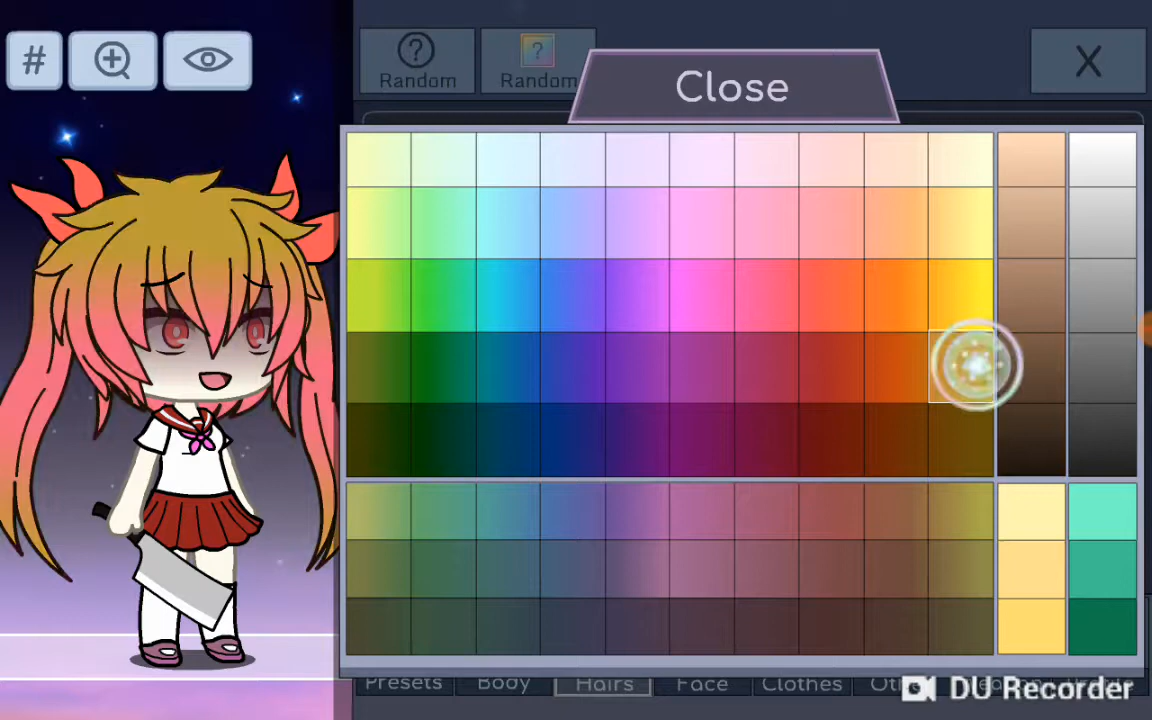 #
? Random
? Random
Close
X
Presets
Body
Hairs
Face
Clothes
DU Recorder